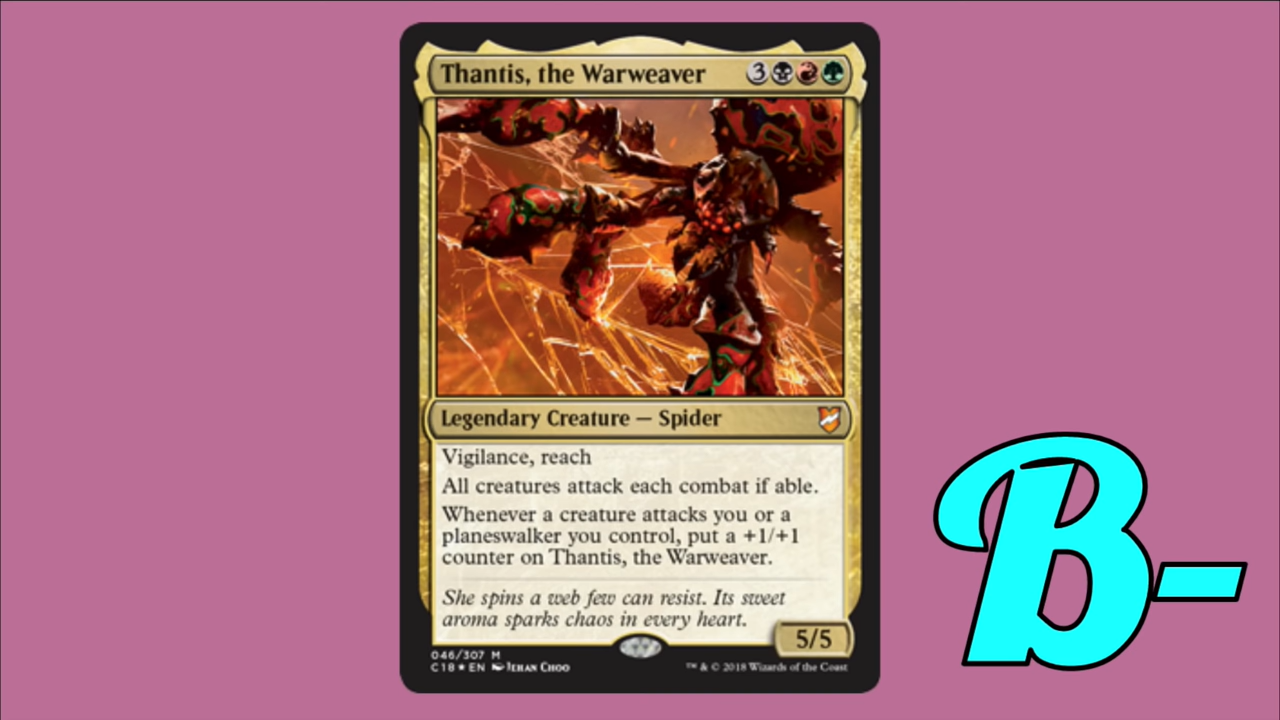 Thantis, the Warweaver 3
Legendary Creature — Spider
Vigilance, reach
All creatures attack each combat if able.
Whenever a creature attacks you or a
planeswalker you control, put a +1/+1
counter on Thantis, the Warweaver.
She spins a web few can resist. Its sweet
aroma sparks chaos in every heart.
5/5
046/307 M
C18★EN Jehan Choo
™ & © 2018 Wizards of the Coast
B-